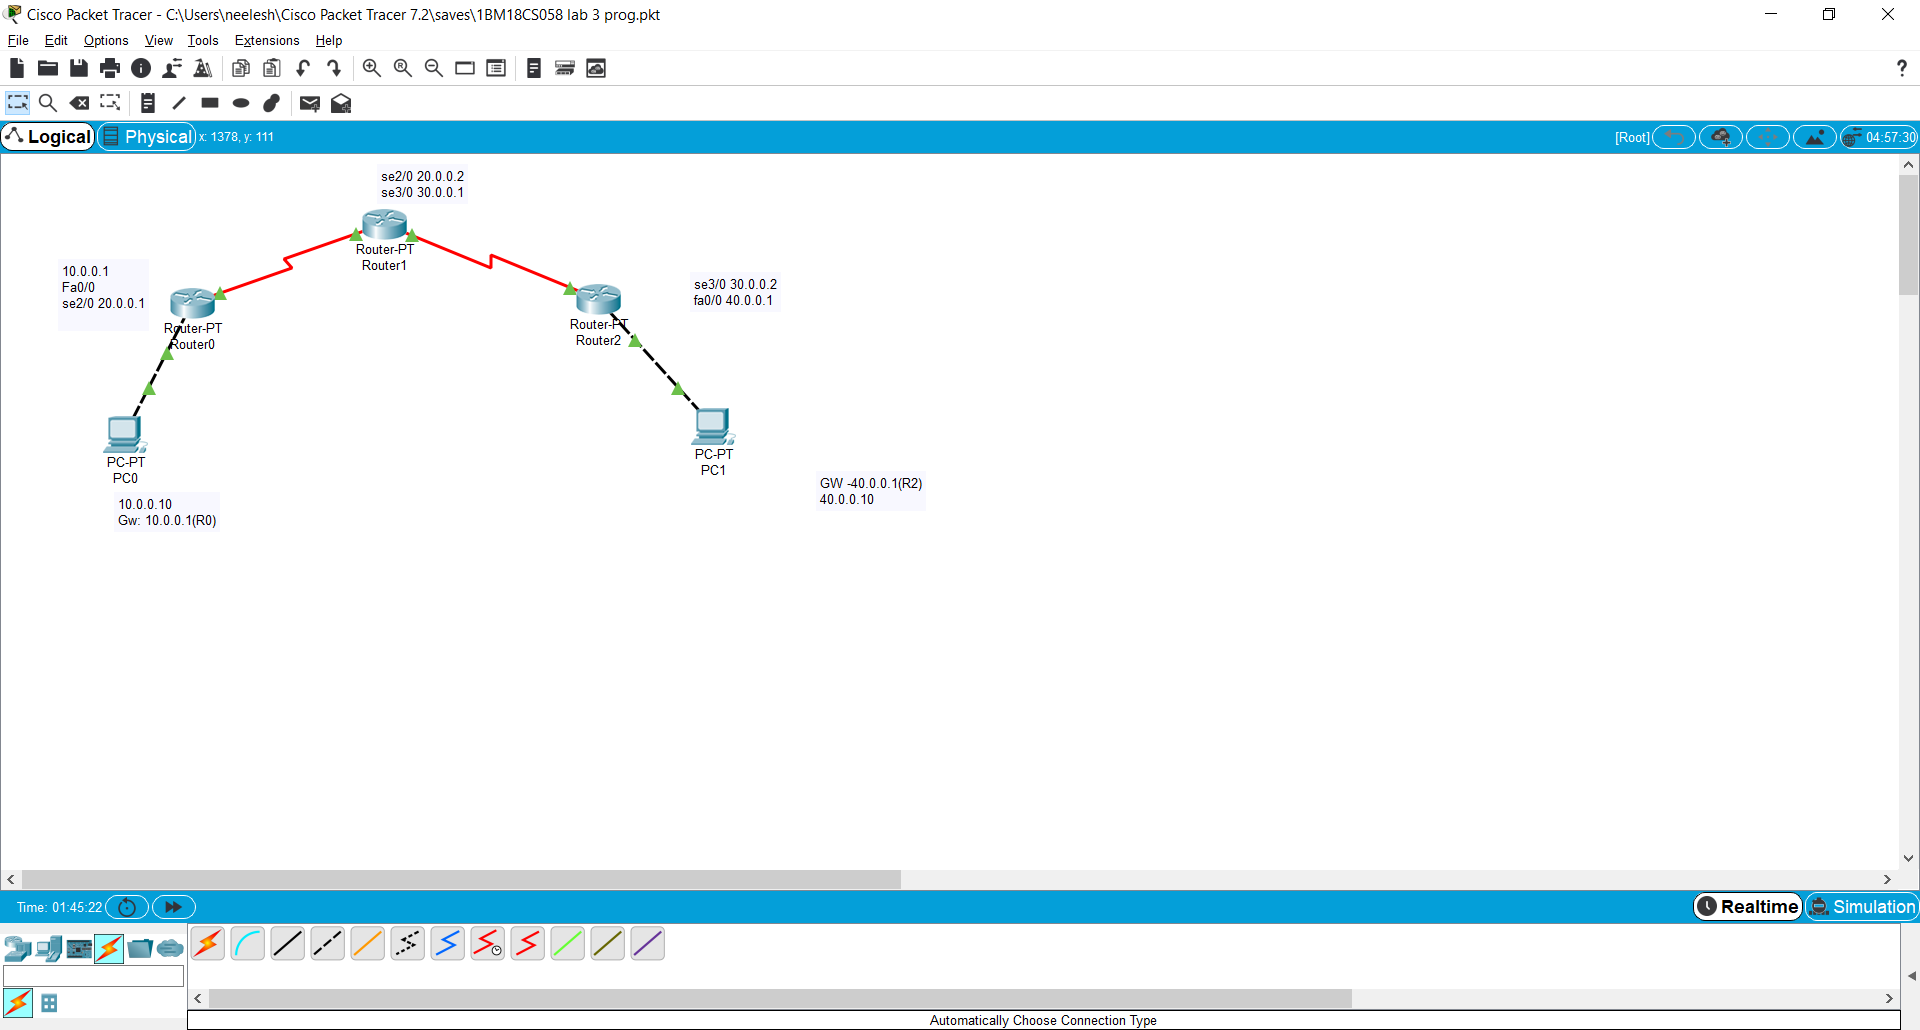 Cisco Packet Tracer - C:\Users\neelesh\Cisco Packet Tracer 7.2\saves\1BM18CS058 lab 3 prog.pkt
File Edit Options View Tools Extensions Help
?
Logical Physical x: 1378, y: 111 [Root] 04:57:30
se2/0 20.0.0.2
se3/0 30.0.0.1
Router-PT
Router1
10.0.0.1
Fa0/0
se2/0 20.0.0.1
Router-PT
Router0
se3/0 30.0.0.2
fa0/0 40.0.0.1
Router-PT
Router2
PC-PT
PC0
10.0.0.10
Gw: 10.0.0.1(R0)
PC-PT
PC1
GW -40.0.0.1(R2)
40.0.0.10
Time: 01:45:22 Realtime Simulation
Automatically Choose Connection Type